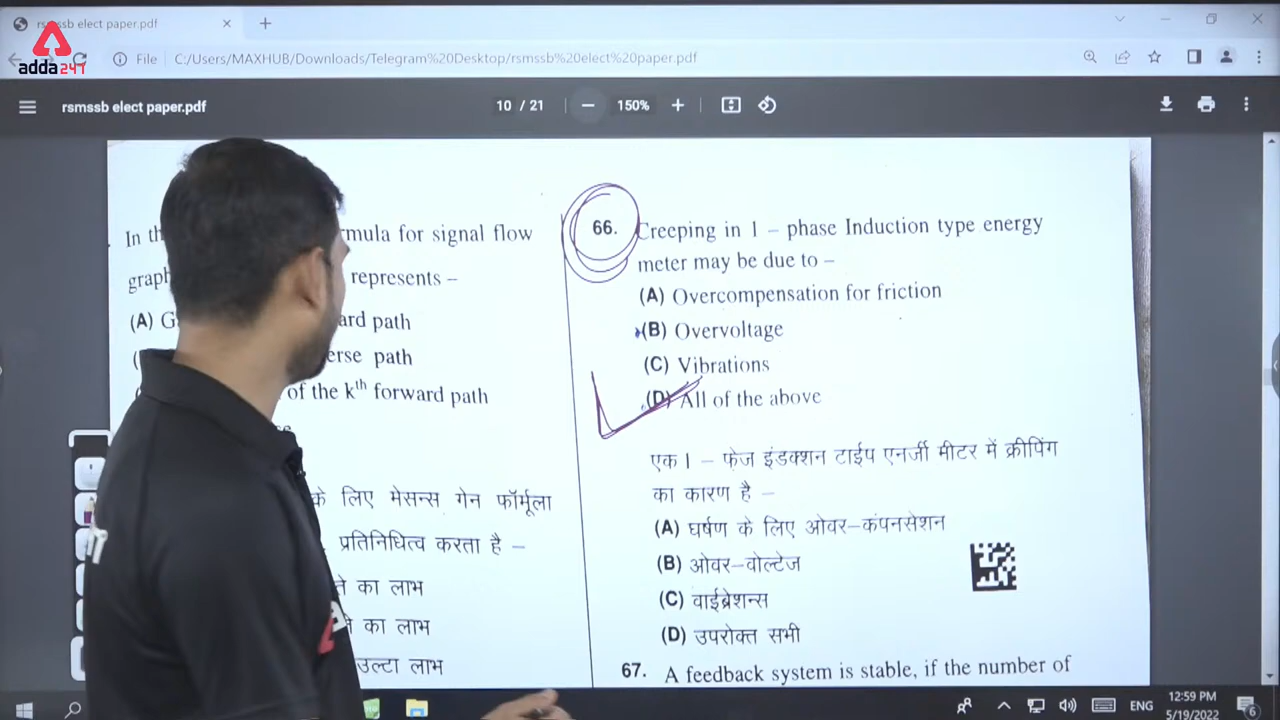 rsmssb elect paper.pdf
adda247
File C:/Users/MAXHUB/Downloads/Telegram%20Desktop/rsmssb%20elect%20paper.pdf
rsmssb elect paper.pdf 10 / 21 150%
In th rmula for signal flow
graph represents –
(A) G ard path
erse path
of the kth forward path
के लिए मेसन्स गेन फॉर्मूला
प्रतिनिधित्व करता है –
का लाभ
का लाभ
उल्टा लाभ
66. Creeping in 1 – phase Induction type energy
meter may be due to –
(A) Overcompensation for friction
(B) Overvoltage
(C) Vibrations
(D) All of the above
एक 1 – फ़ेज इंडक्शन टाईप एनर्जी मीटर में क्रीपिंग
का कारण है –
(A) घर्षण के लिए ओवर–कंपनसेशन
(B) ओवर–वोल्टेज
(C) वाईब्रेशन्स
(D) उपरोक्त सभी
67. A feedback system is stable, if the number of
ENG
12:59 PM
5/19/2022
6